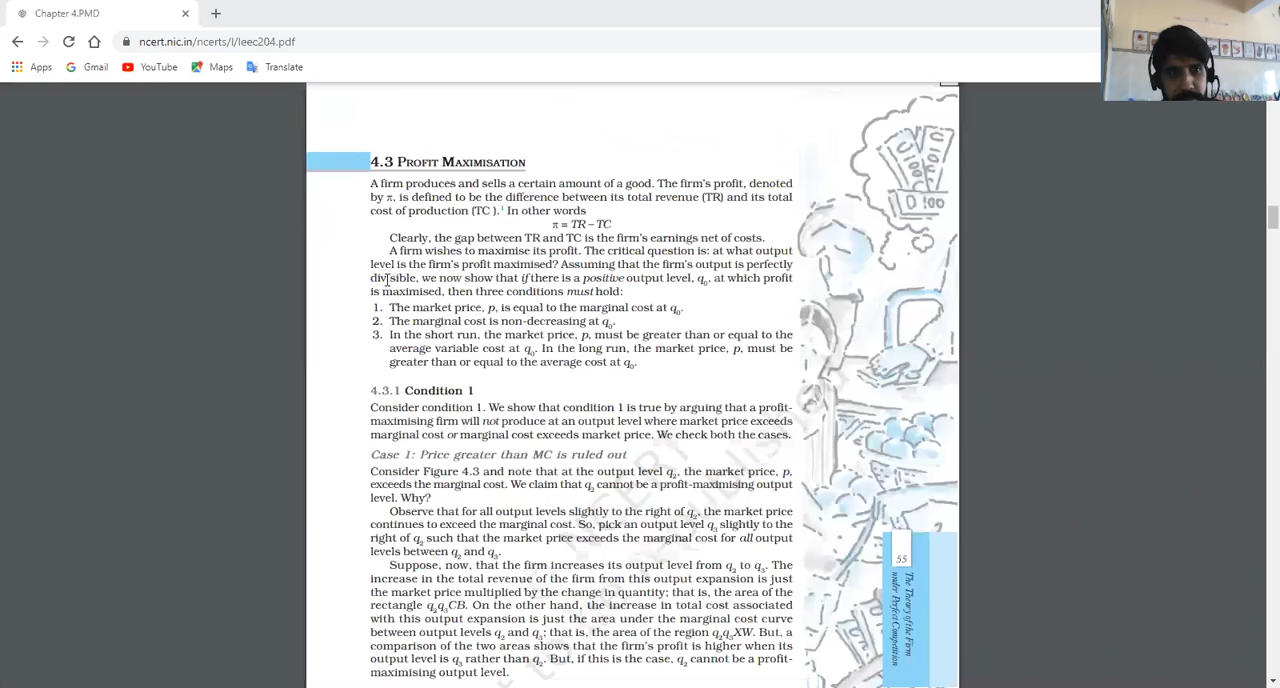 Chapter 4.PMD
ncert.nic.in/ncerts/l/leec204.pdf
Apps Gmail YouTube Maps Translate
4.3 PROFIT MAXIMISATION
A firm produces and sells a certain amount of a good. The firm's profit, denoted
by π, is defined to be the difference between its total revenue (TR) and its total
cost of production (TC ).¹ In other words
π = TR – TC
Clearly, the gap between TR and TC is the firm's earnings net of costs.
A firm wishes to maximise its profit. The critical question is: at what output
level is the firm's profit maximised? Assuming that the firm's output is perfectly
divisible, we now show that if there is a positive output level, q₀, at which profit
is maximised, then three conditions must hold:
1. The market price, p, is equal to the marginal cost at q₀.
2. The marginal cost is non-decreasing at q₀.
3. In the short run, the market price, p, must be greater than or equal to the
average variable cost at q₀. In the long run, the market price, p, must be
greater than or equal to the average cost at q₀.
4.3.1 Condition 1
Consider condition 1. We show that condition 1 is true by arguing that a profit-
maximising firm will not produce at an output level where market price exceeds
marginal cost or marginal cost exceeds market price. We check both the cases.
Case 1: Price greater than MC is ruled out
Consider Figure 4.3 and note that at the output level q₂, the market price, p,
exceeds the marginal cost. We claim that q₂ cannot be a profit-maximising output
level. Why?
Observe that for all output levels slightly to the right of q₂, the market price
continues to exceed the marginal cost. So, pick an output level q₃ slightly to the
right of q₂ such that the market price exceeds the marginal cost for all output
levels between q₂ and q₃.
Suppose, now, that the firm increases its output level from q₂ to q₃. The
increase in the total revenue of the firm from this output expansion is just
the market price multiplied by the change in quantity; that is, the area of the
rectangle q₂q₃CB. On the other hand, the increase in total cost associated
with this output expansion is just the area under the marginal cost curve
between output levels q₂ and q₃; that is, the area of the region q₂q₃XW. But, a
comparison of the two areas shows that the firm's profit is higher when its
output level is q₃ rather than q₂. But, if this is the case, q₂ cannot be a profit-
maximising output level.
100
100
55
The Theory of the Firm
under Perfect Competition
NCERT